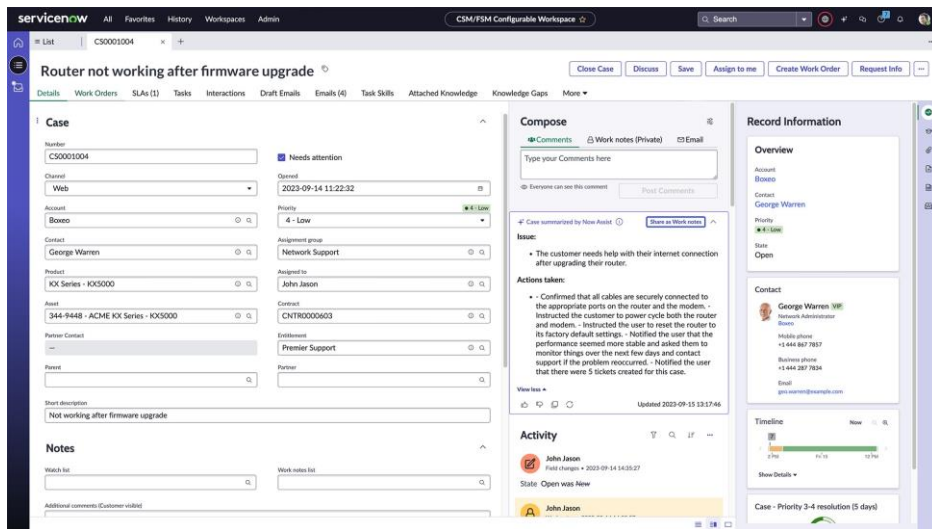 servicenow
All
Favorites
History
Workspaces
Admin
CSM/FSM Configurable Workspace
Search
List
CS0001004
Router not working after firmware upgrade
Close Case
Discuss
Save
Assign to me
Create Work Order
Request Info
Details
Work Orders
SLAs (1)
Tasks
Interactions
Draft Emails
Emails (4)
Task Skills
Attached Knowledge
Knowledge Gaps
More
Case
Number
CS0001004
Needs attention
Channel
Web
Opened
2023-09-14 11:22:32
Account
Boxeo
Priority
4 - Low
4 - Low
Contact
George Warren
Assignment group
Network Support
Product
KX Series - KX5000
Assigned to
John Jason
Asset
344-9448 - ACME KX Series - KX5000
Contract
CNTR0000603
Partner Contact
Entitlement
Premier Support
Parent
Partner
Short description
Not working after firmware upgrade
Notes
Watch list
Work notes list
Additional comments (Customer visible)
Compose
Comments
Work notes (Private)
Email
Type your Comments here
Everyone can see this comment
Post Comments
Case summarized by Now Assist
Share as Work notes
Issue:
• The customer needs help with their internet connection
after upgrading their router.
Actions taken:
• - Confirmed that all cables are securely connected to
the appropriate ports on the router and the modem. -
Instructed the customer to power cycle both the router
and modem. - Instructed the user to reset the router to
its factory default settings. - Notified the user that the
performance seemed more stable and asked them to
monitor things over the next few days and contact
support if the problem reoccurred. - Notified the user
that there were 5 tickets created for this case.
View less
Updated 2023-09-15 13:17:46
Activity
John Jason
Field changes • 2023-09-14 14:35:27
State Open was New
John Jason
Record Information
Overview
Account
Boxeo
Contact
George Warren
Priority
4 - Low
State
Open
Contact
George Warren VIP
Network Administrator
Boxeo
Mobile phone
+1 444 867 7857
Business phone
+1 444 287 7834
Email
geo.warren@example.com
Timeline
Now
2 PM
Fri 15
12 PM
Show Details
Case - Priority 3-4 resolution (5 days)